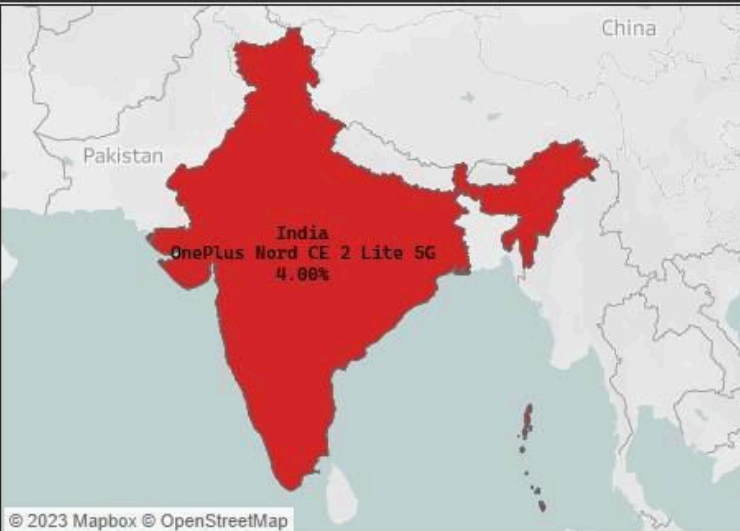 China
Pakistan
India
OnePlus Nord CE 2 Lite 5G
4.00%
© 2023 Mapbox © OpenStreetMap